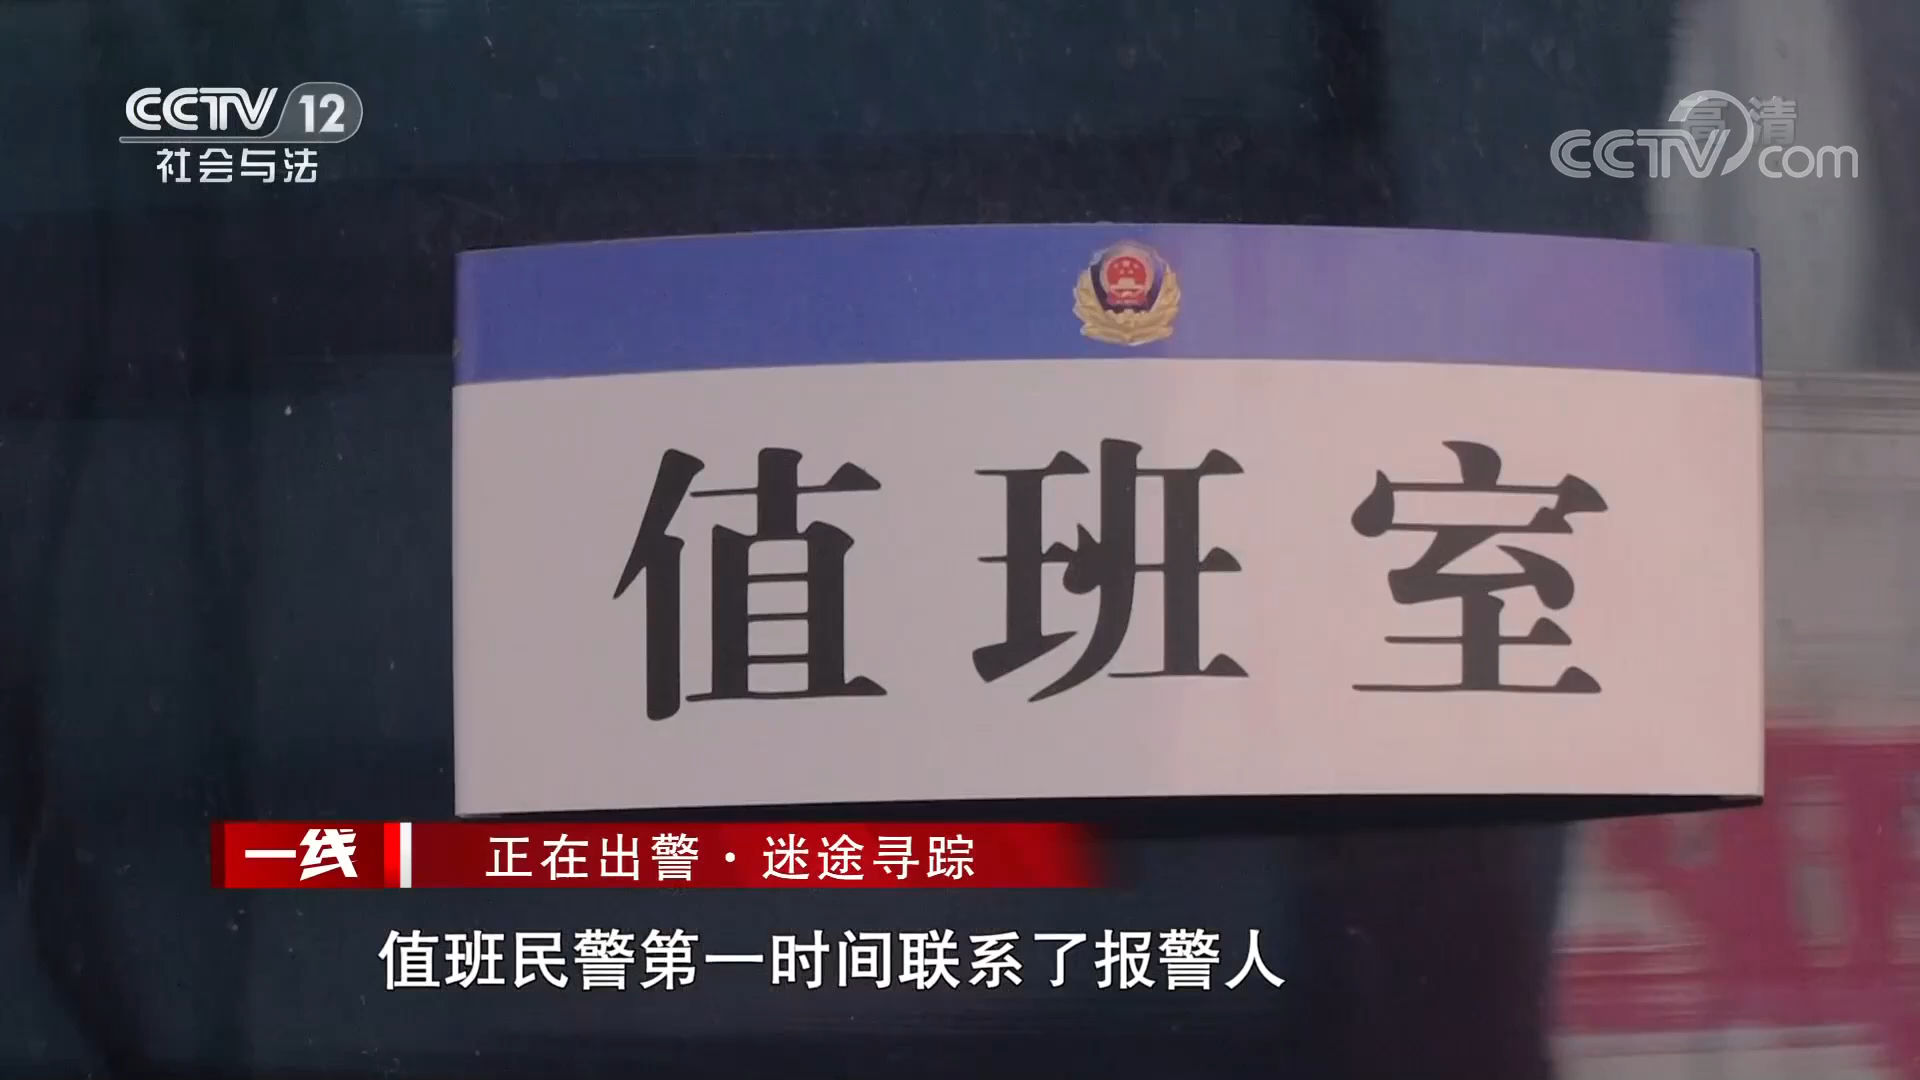 CCTV 12
社会与法
高清
CCTV.com
值班室
一线
正在出警·迷途寻踪
值班民警第一时间联系了报警人